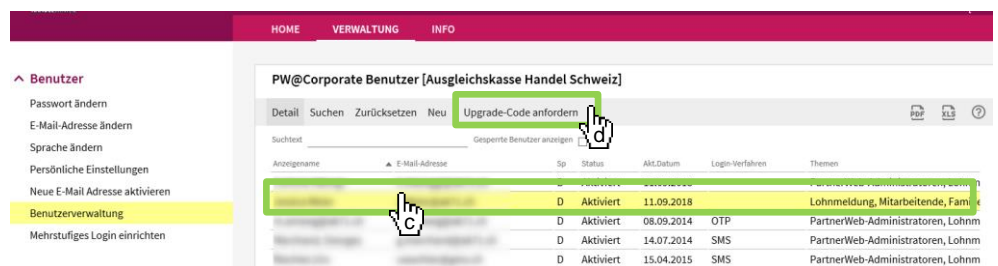 HOME VERWALTUNG INFO
Benutzer
Passwort ändern
E-Mail-Adresse ändern
Sprache ändern
Persönliche Einstellungen
Neue E-Mail Adresse aktivieren
Benutzerverwaltung
Mehrstufiges Login einrichten
PW@Corporate Benutzer [Ausgleichskasse Handel Schweiz]
Detail Suchen Zurücksetzen Neu Upgrade-Code anfordern PDF XLS ?
d)
Suchtext Gesperrte Benutzer anzeigen
Anzeigename E-Mail-Adresse Sp Status Akt.Datum Login-Verfahren Themen
D Aktiviert 11.09.2018 Lohnmeldung, Mitarbeitende, Famil
c)
D Aktiviert 08.09.2014 OTP PartnerWeb-Administratoren, Lohnm
D Aktiviert 14.07.2014 SMS PartnerWeb-Administratoren, Lohnm
D Aktiviert 15.04.2015 SMS PartnerWeb-Administratoren, Lohnm